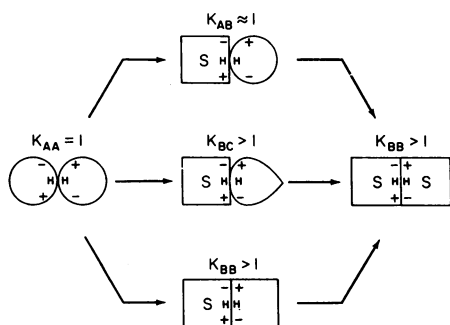 K_AB ≈ 1
- +
S H H
+ -
K_AA = 1
- +
H H
+ -
K_BC > 1
- +
S H H
+ -
K_BB > 1
- +
S H H S
+ -
K_BB > 1
- +
S H H
+ -